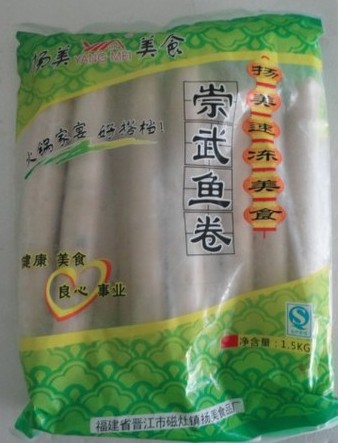 扬美 YANG MEI 美食
火锅家宴 好搭档!
崇武鱼卷
扬美速冻美食
健康 美食
良心 事业
净含量:1.5KG
福建省晋江市磁灶镇扬美食品厂